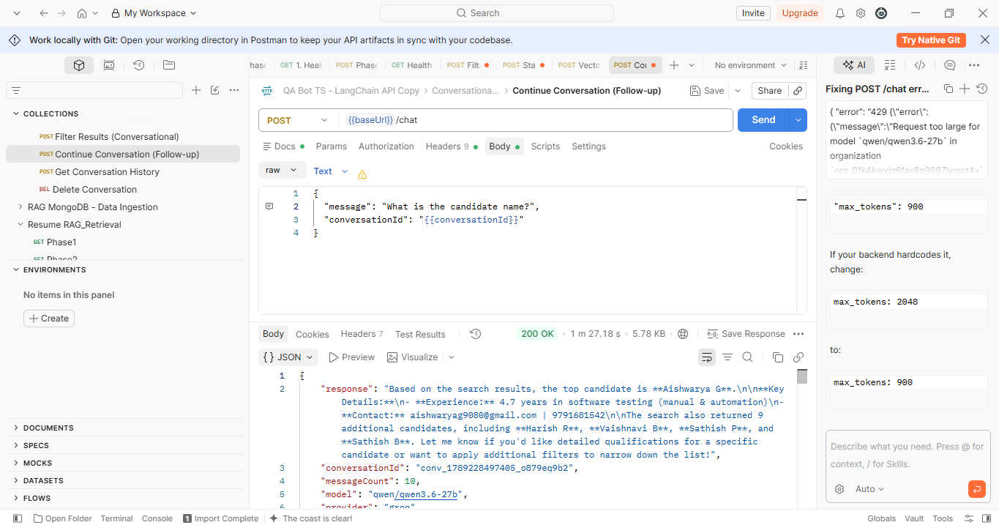 My Workspace
Search
Invite
Upgrade
Work locally with Git: Open your working directory in Postman to keep your API artifacts in sync with your codebase.
Try Native Git
GET 1. Heal
POST Phase
GET Health
POST Filt
POST Sta
POST Vecto
POST Coi
No environment
AI
COLLECTIONS
POST Filter Results (Conversational)
POST Continue Conversation (Follow-up)
POST Get Conversation History
DEL Delete Conversation
RAG MongoDB - Data Ingestion
Resume RAG_Retrieval
GET Phase1
GET Phase2
ENVIRONMENTS
No items in this panel
Create
DOCUMENTS
SPECS
MOCKS
DATASETS
FLOWS
HTTP
QA Bot TS - LangChain API Copy > Conversationa... > Continue Conversation (Follow-up)
Save
Share
POST
{{baseUrl}} /chat
Send
Docs
Params
Authorization
Headers 9
Body
Scripts
Settings
Cookies
raw
Text
1 {
2 "message": "What is the candidate name?",
3 "conversationId": "{{conversationId}}"
4 }
Body
Cookies
Headers 7
Test Results
200 OK • 1 m 27.18 s • 5.78 KB •
e.g. Save Response
{ } JSON
Preview
Visualize
1 {
2 "response": "Based on the search results, the top candidate is **Aishwarya G**.\n\n**Key
Details:**\n- **Experience:** 4.7 years in software testing (manual & automation)\n-
**Contact:** aishwaryag9080@gmail.com | 9791681542\n\nThe search also returned 9
additional candidates, including **Harish R**, **Vaishnavi B**, **Sathish P**, and
**Sathish B**. Let me know if you'd like detailed qualifications for a specific
candidate or want to apply additional filters to narrow down the list!",
3 "conversationId": "conv_1789228497405_o879eq9b2",
4 "messageCount": 10,
5 "model": "qwen/qwen3.6-27b",
6 "provider": "groq"
Fixing POST /chat err...
{ "error": "429 {\"error\":
{\"message\":\"Request too large for
model `qwen/qwen3.6-27b` in
organization
"max_tokens": 900
If your backend hardcodes it,
change:
max_tokens: 2048
to:
max_tokens: 900
Describe what you need. Press @ for
context, / for Skills.
Auto
Open Folder
Terminal
Console
1 Import Complete
The coast is clear!
Globals
Vault
Tools